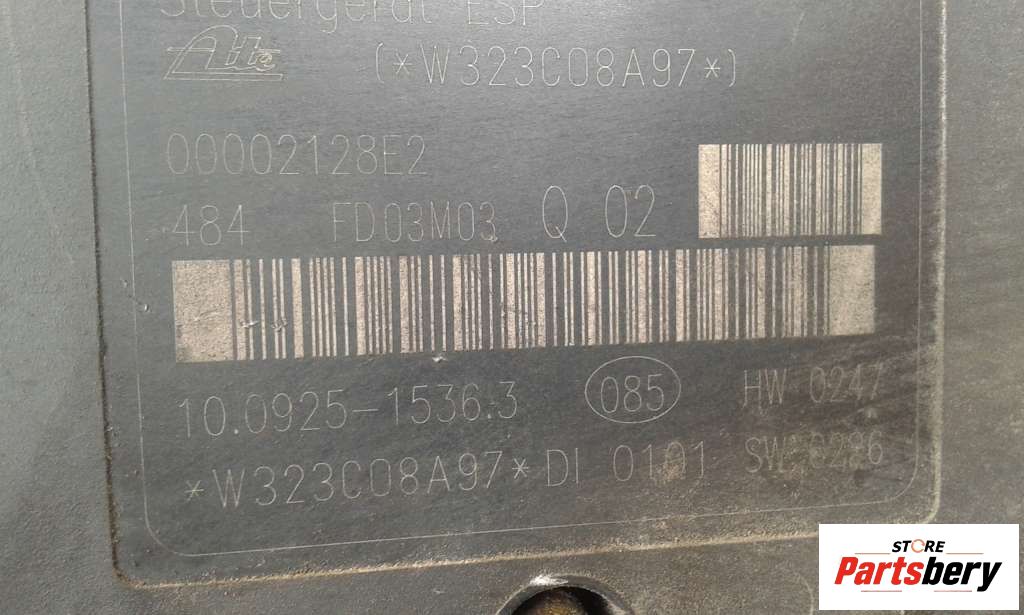 Steuergerät ESP
Ate (*W323C08A97*)
00002128E2
484 FD03M03 Q 02
10.0925-1536.3 085 HW 0247
*W323C08A97* DI 0101 SW 0286
STORE
Partsbery